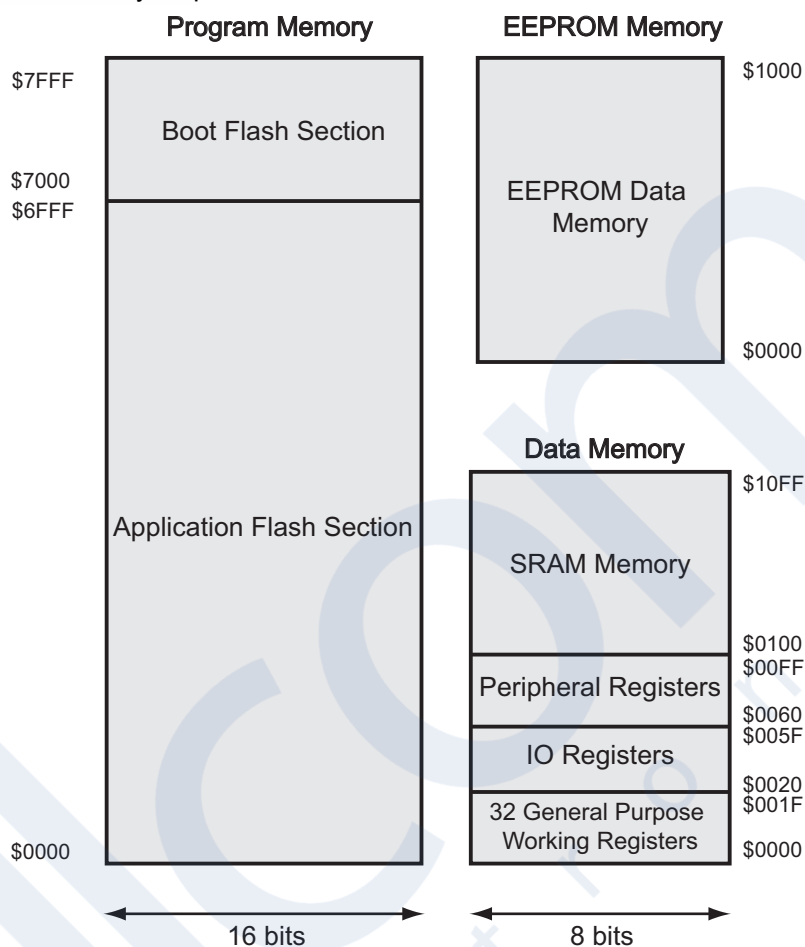 Program Memory
EEPROM Memory
$7FFF
Boot Flash Section
$7000
$6FFF
Application Flash Section
$0000
16 bits
$1000
EEPROM Data
Memory
$0000
Data Memory
$10FF
SRAM Memory
$0100
$00FF
Peripheral Registers
$0060
$005F
IO Registers
$0020
$001F
32 General Purpose
Working Registers
$0000
8 bits